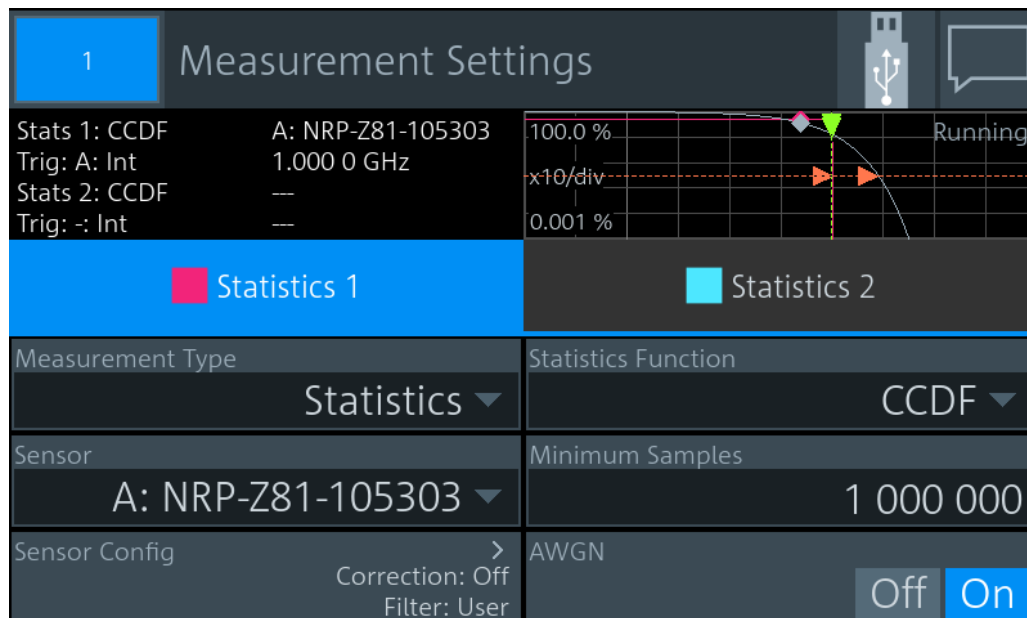 1
Measurement Settings
Stats 1: CCDF
A: NRP-Z81-105303
Trig: A: Int
1.000 0 GHz
Stats 2: CCDF
---
Trig: -: Int
---
100.0 %
Running
x10/div
0.001 %
Statistics 1
Statistics 2
Measurement Type
Statistics
Statistics Function
CCDF
Sensor
A: NRP-Z81-105303
Minimum Samples
1 000 000
Sensor Config
Correction: Off
Filter: User
AWGN
Off
On